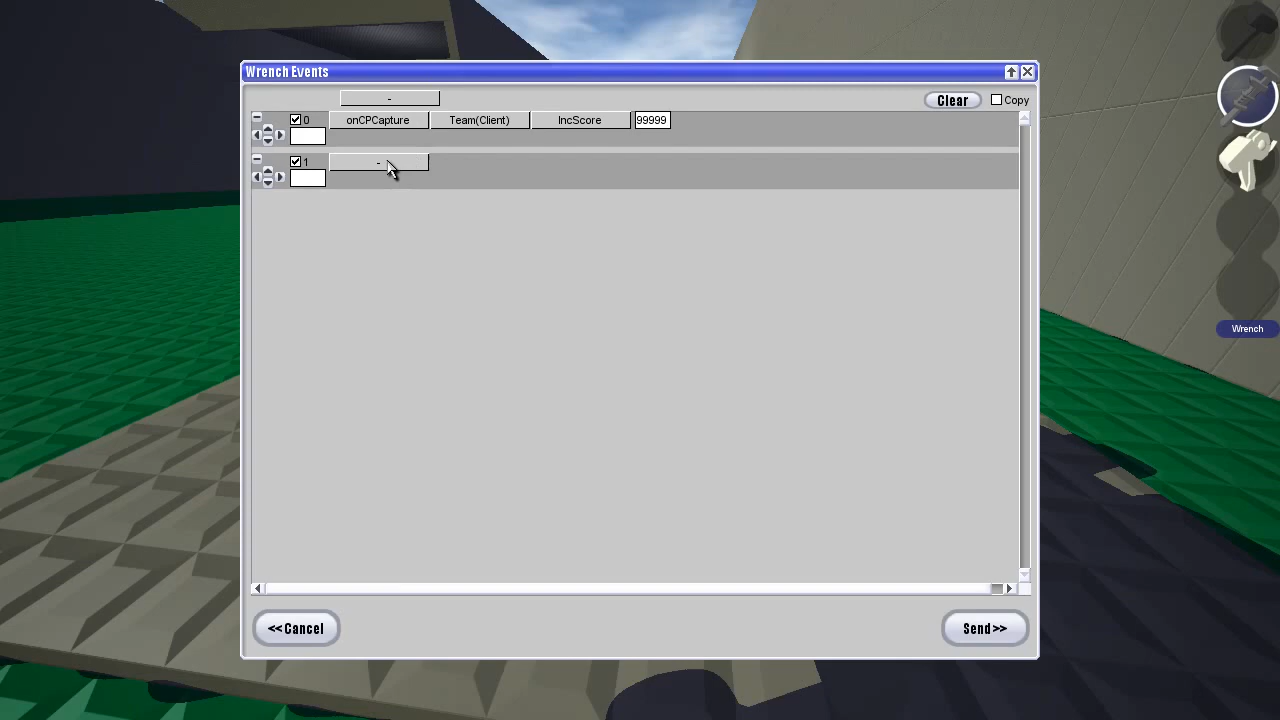 Wrench Events
-
Clear
Copy
0
onCPCapture
Team(Client)
IncScore
99999
1
-
Wrench
<<Cancel
Send>>